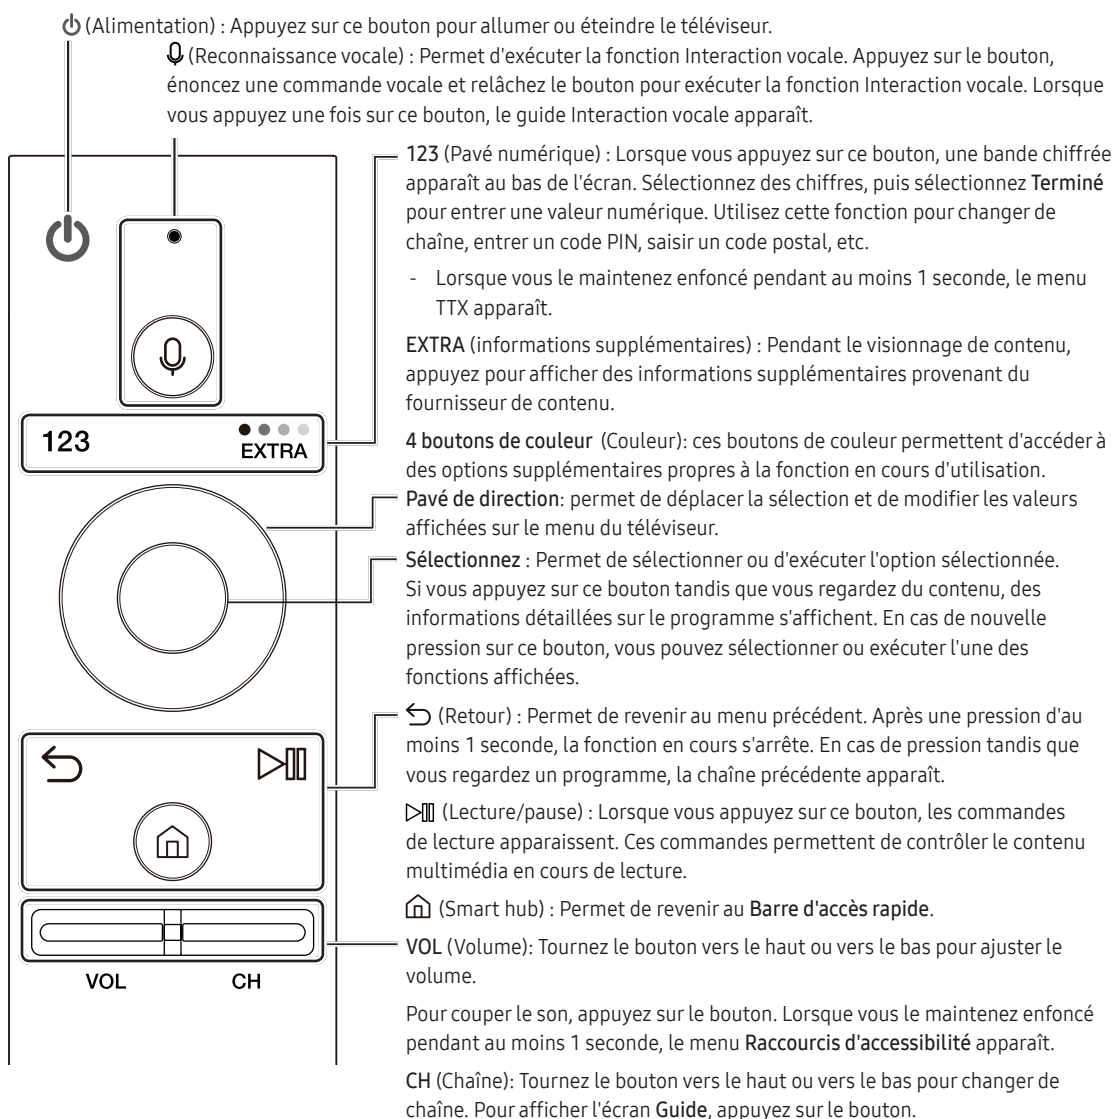 (Alimentation) : Appuyez sur ce bouton pour allumer ou éteindre le téléviseur.
(Reconnaissance vocale) : Permet d'exécuter la fonction Interaction vocale. Appuyez sur le bouton,
énoncez une commande vocale et relâchez le bouton pour exécuter la fonction Interaction vocale. Lorsque
vous appuyez une fois sur ce bouton, le guide Interaction vocale apparaît.
123 (Pavé numérique) : Lorsque vous appuyez sur ce bouton, une bande chiffrée
apparaît au bas de l'écran. Sélectionnez des chiffres, puis sélectionnez Terminé
pour entrer une valeur numérique. Utilisez cette fonction pour changer de
chaîne, entrer un code PIN, saisir un code postal, etc.
- Lorsque vous le maintenez enfoncé pendant au moins 1 seconde, le menu
TTX apparaît.
EXTRA (informations supplémentaires) : Pendant le visionnage de contenu,
appuyez pour afficher des informations supplémentaires provenant du
fournisseur de contenu.
4 boutons de couleur (Couleur): ces boutons de couleur permettent d'accéder à
des options supplémentaires propres à la fonction en cours d'utilisation.
Pavé de direction: permet de déplacer la sélection et de modifier les valeurs
affichées sur le menu du téléviseur.
Sélectionnez : Permet de sélectionner ou d'exécuter l'option sélectionnée.
Si vous appuyez sur ce bouton tandis que vous regardez du contenu, des
informations détaillées sur le programme s'affichent. En cas de nouvelle
pression sur ce bouton, vous pouvez sélectionner ou exécuter l'une des
fonctions affichées.
(Retour) : Permet de revenir au menu précédent. Après une pression d'au
moins 1 seconde, la fonction en cours s'arrête. En cas de pression tandis que
vous regardez un programme, la chaîne précédente apparaît.
(Lecture/pause) : Lorsque vous appuyez sur ce bouton, les commandes
de lecture apparaissent. Ces commandes permettent de contrôler le contenu
multimédia en cours de lecture.
(Smart hub) : Permet de revenir au Barre d'accès rapide.
VOL (Volume): Tournez le bouton vers le haut ou vers le bas pour ajuster le
volume.
Pour couper le son, appuyez sur le bouton. Lorsque vous le maintenez enfoncé
pendant au moins 1 seconde, le menu Raccourcis d'accessibilité apparaît.
CH (Chaîne): Tournez le bouton vers le haut ou vers le bas pour changer de
chaîne. Pour afficher l'écran Guide, appuyez sur le bouton.
123
EXTRA
VOL
CH